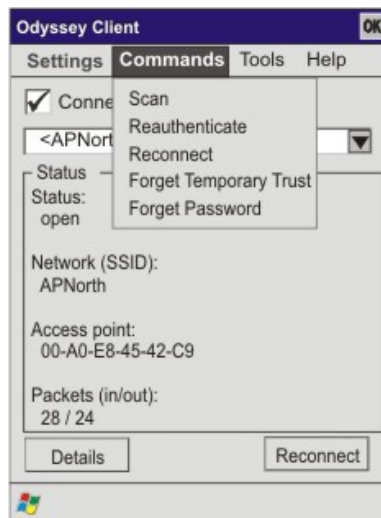 Odyssey Client OK
Settings Commands Tools Help
Conne
<APNort
Scan
Reauthenticate
Reconnect
Forget Temporary Trust
Forget Password
Status
Status:
open
Network (SSID):
APNorth
Access point:
00-A0-E8-45-42-C9
Packets (in/out):
28 / 24
Details Reconnect